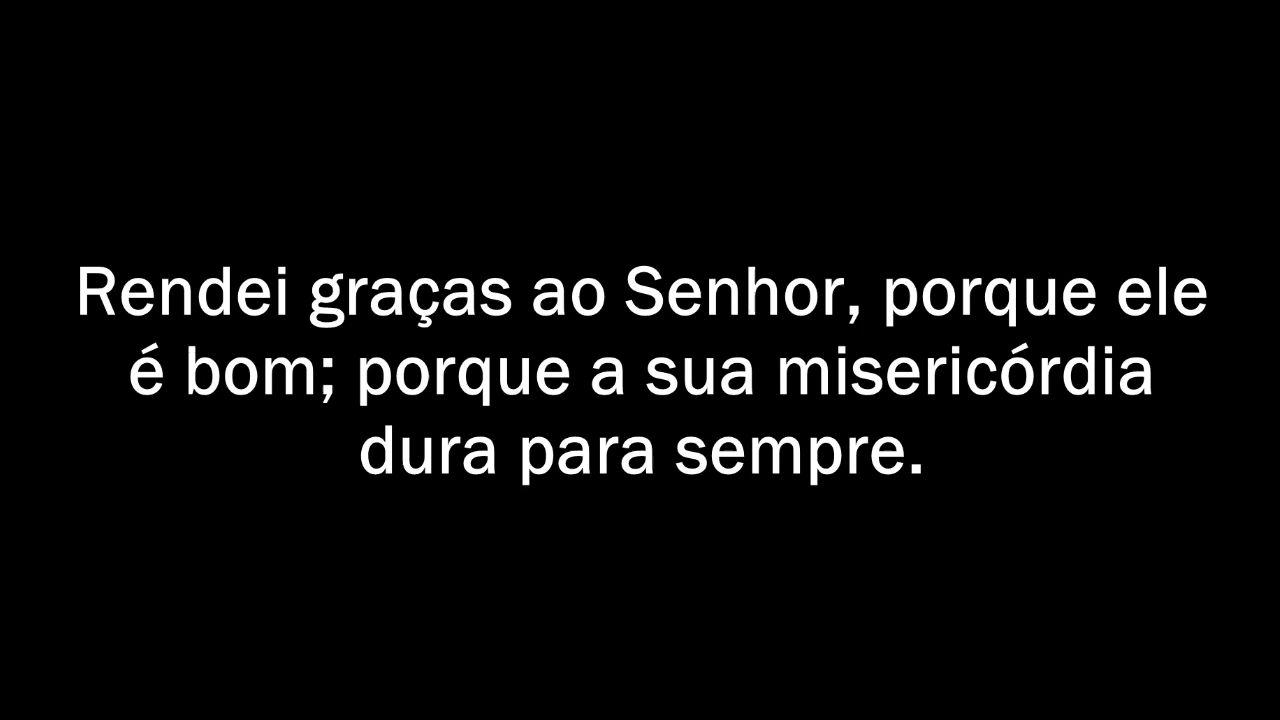 Rendei graças ao Senhor, porque ele
é bom; porque a sua misericórdia
dura para sempre.